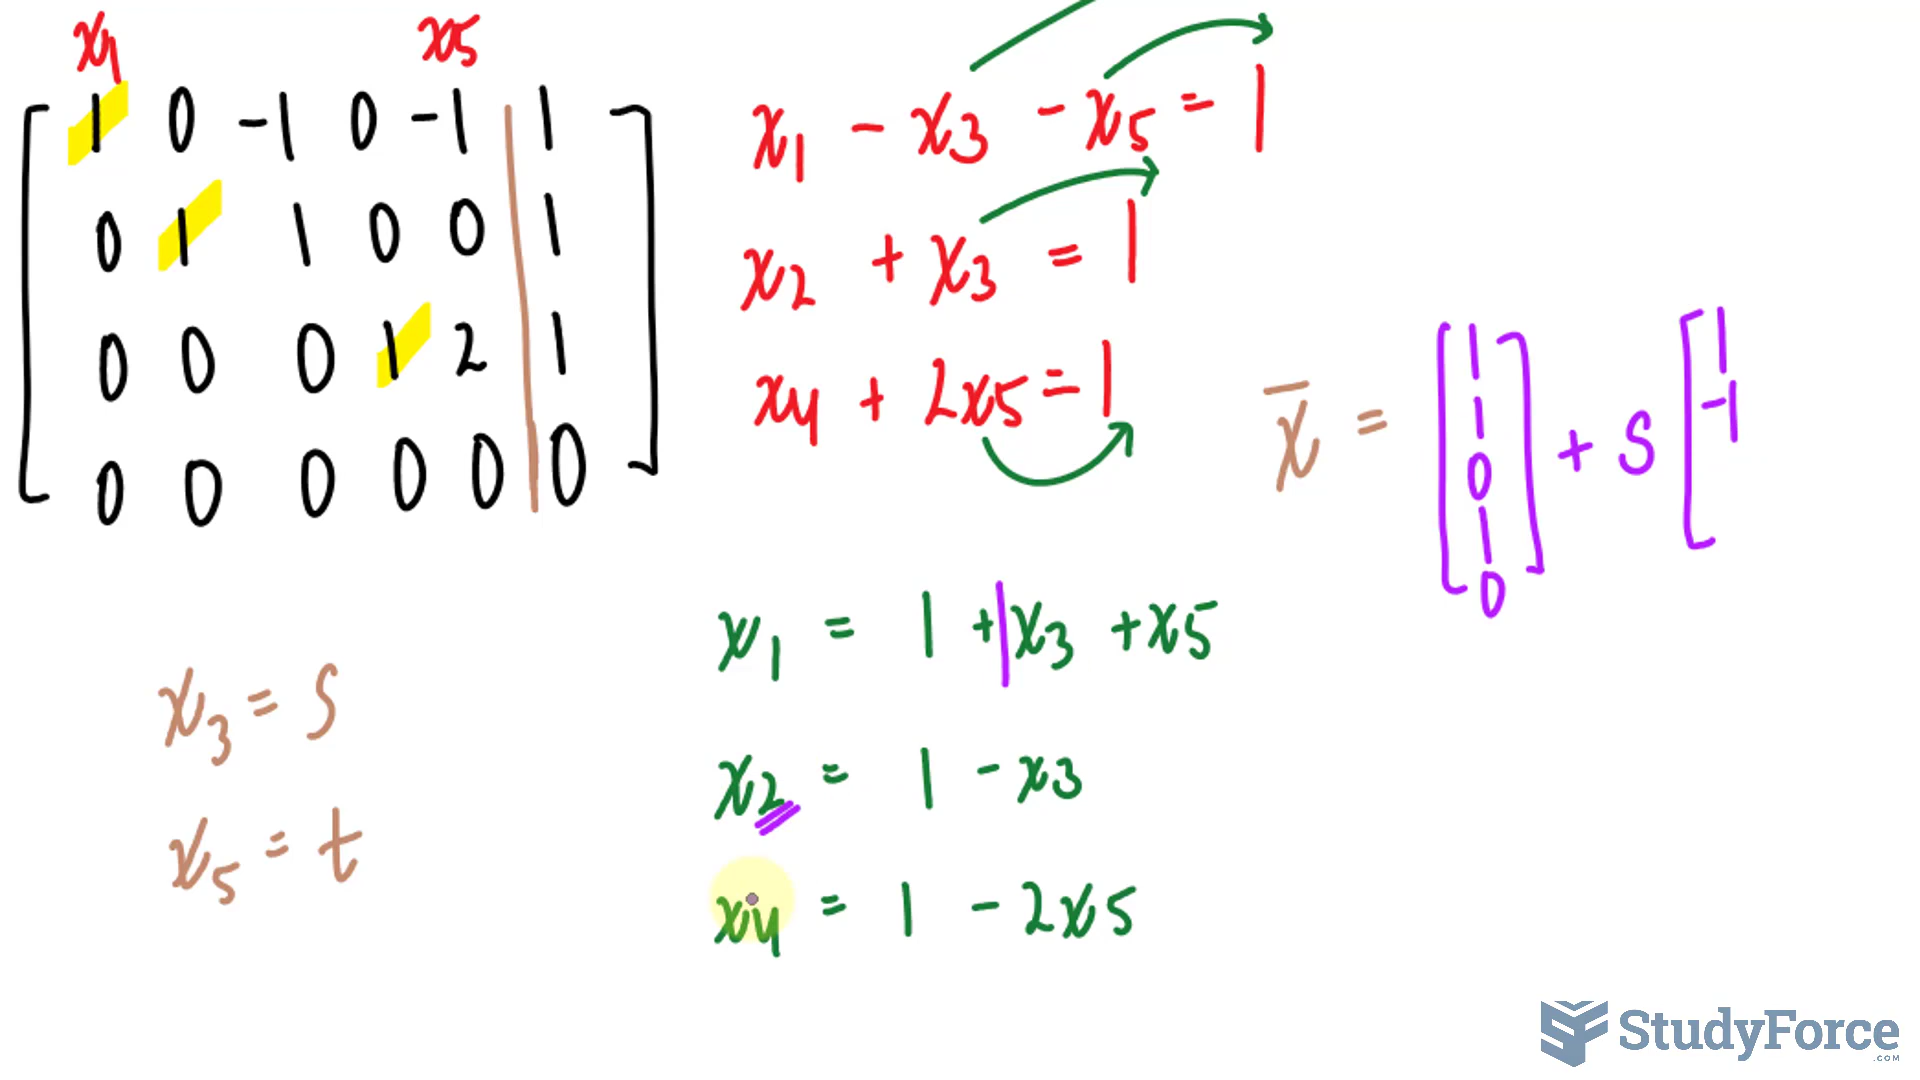 x1 x5
1 0 -1 0 -1 | 1
0 1 1 0 0 | 1
0 0 0 1 2 | 1
0 0 0 0 0 | 0
x1 - x3 - x5 = 1
x2 + x3 = 1
x4 + 2x5 = 1
x̄ = [1 1 0 1 0] + s [1 -1
x3 = s
x5 = t
x1 = 1 + 1x3 + x5
x2 = 1 - x3
x4 = 1 - 2x5
StudyForce
.COM